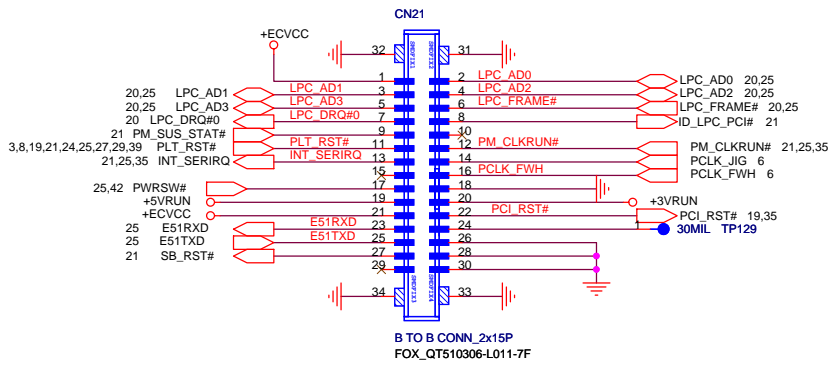 CN21
+ECVCC
32 SMDFIX1 SMDFIX2 31
1 2 LPC_AD0 LPC_AD0 20,25
20,25 LPC_AD1 LPC_AD1 3 4 LPC_AD2 LPC_AD2 20,25
20,25 LPC_AD3 LPC_AD3 5 6 LPC_FRAME# LPC_FRAME# 20,25
20 LPC_DRQ#0 LPC_DRQ#0 7 8 ID_LPC_PCI# 21
21 PM_SUS_STAT# 9 10
3,8,19,21,24,25,27,29,39 PLT_RST# PLT_RST# 11 12 PM_CLKRUN# PM_CLKRUN# 21,25,35
21,25,35 INT_SERIRQ INT_SERIRQ 13 14 PCLK_JIG 6
15 16 PCLK_FWH PCLK_FWH 6
25,42 PWRSW# 17 18
+5VRUN 19 20 +3VRUN
+ECVCC 21 22 PCI_RST# PCI_RST# 19,35
25 E51RXD E51RXD 23 24 30MIL TP129
25 E51TXD E51TXD 25 26
21 SB_RST# 27 28
29 30
34 SMDFIX3 SMDFIX4 33
B TO B CONN_2x15P
FOX_QT510306-L011-7F